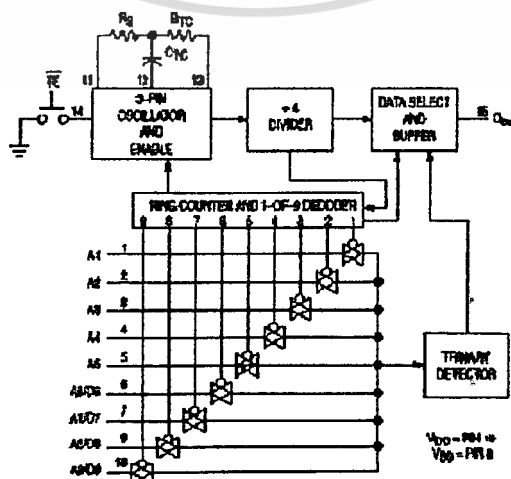 RS RTC
CTC
11 12 13
3-PIN
OSCILLATOR
AND
ENABLE
14
÷4
DIVIDER
DATA SELECT
AND
BUFFER
15
RING COUNTER AND 1-OF-9 DECODER
9 8 7 6 5 4 3 2 1
A1 1
A2 2
A3 3
A4 4
A5 5
6
7
9
10
TRINARY
DETECTOR